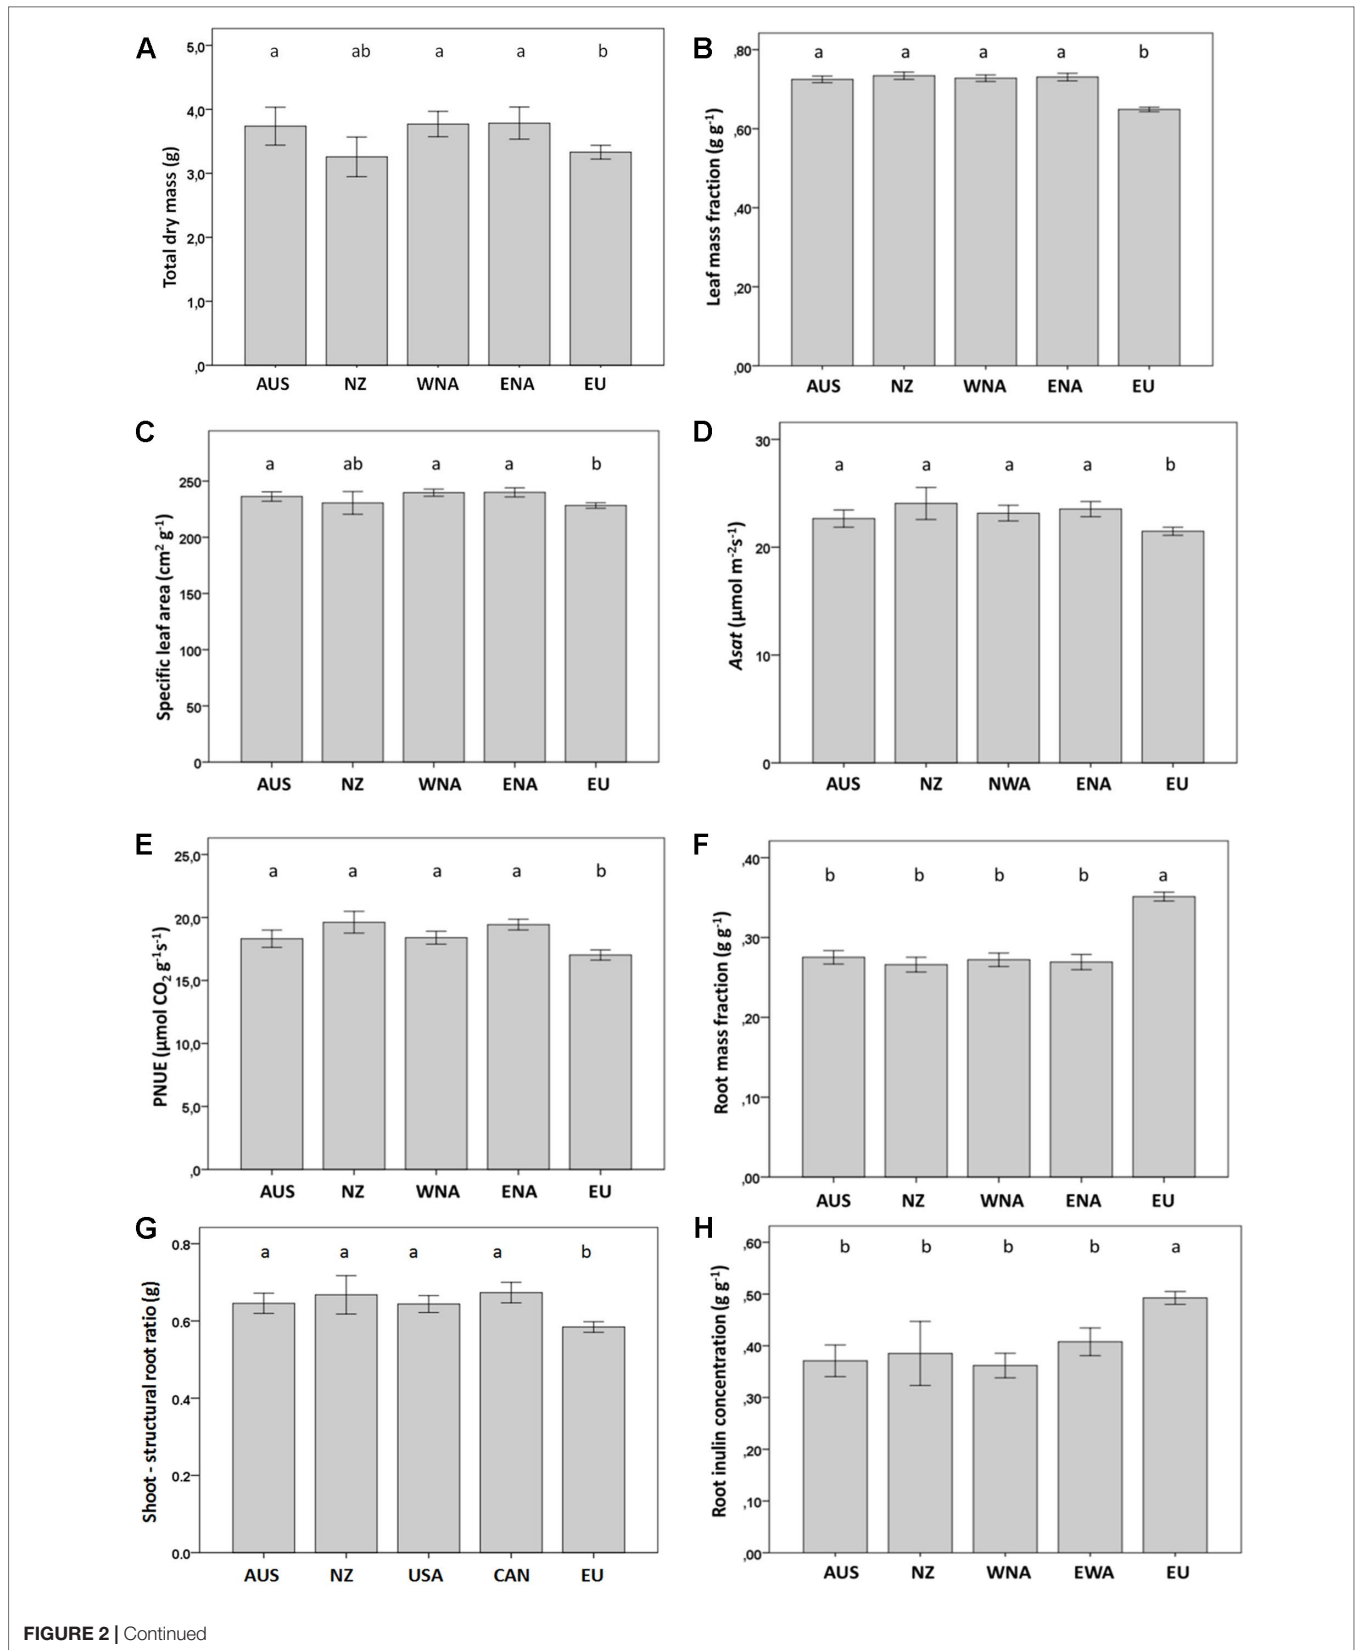 A
a ab a a b
5,0
4,0
3,0
2,0
1,0
,0
Total dry mass (g)
AUS NZ WNA ENA EU
B
a a a a b
,80
,60
,40
,20
,00
Leaf mass fraction (g g-1)
AUS NZ WNA ENA EU
C
a ab a a b
250
200
150
100
50
0
Specific leaf area (cm2 g-1)
AUS NZ WNA ENA EU
D
a a a a b
30
20
10
0
Asat (µmol m-2s-1)
AUS NZ NWA ENA EU
E
a a a a b
25,0
20,0
15,0
10,0
5,0
,0
PNUE (µmol CO2 g-1s-1)
AUS NZ WNA ENA EU
F
b b b b a
,40
,30
,20
,10
,00
Root mass fraction (g g-1)
AUS NZ WNA ENA EU
G
a a a a b
0.8
0.6
0.4
0.2
0.0
Shoot - structural root ratio (g)
AUS NZ USA CAN EU
H
b b b b a
,60
,50
,40
,30
,20
,10
,00
Root inulin concentration (g g-1)
AUS NZ WNA EWA EU
FIGURE 2 | Continued